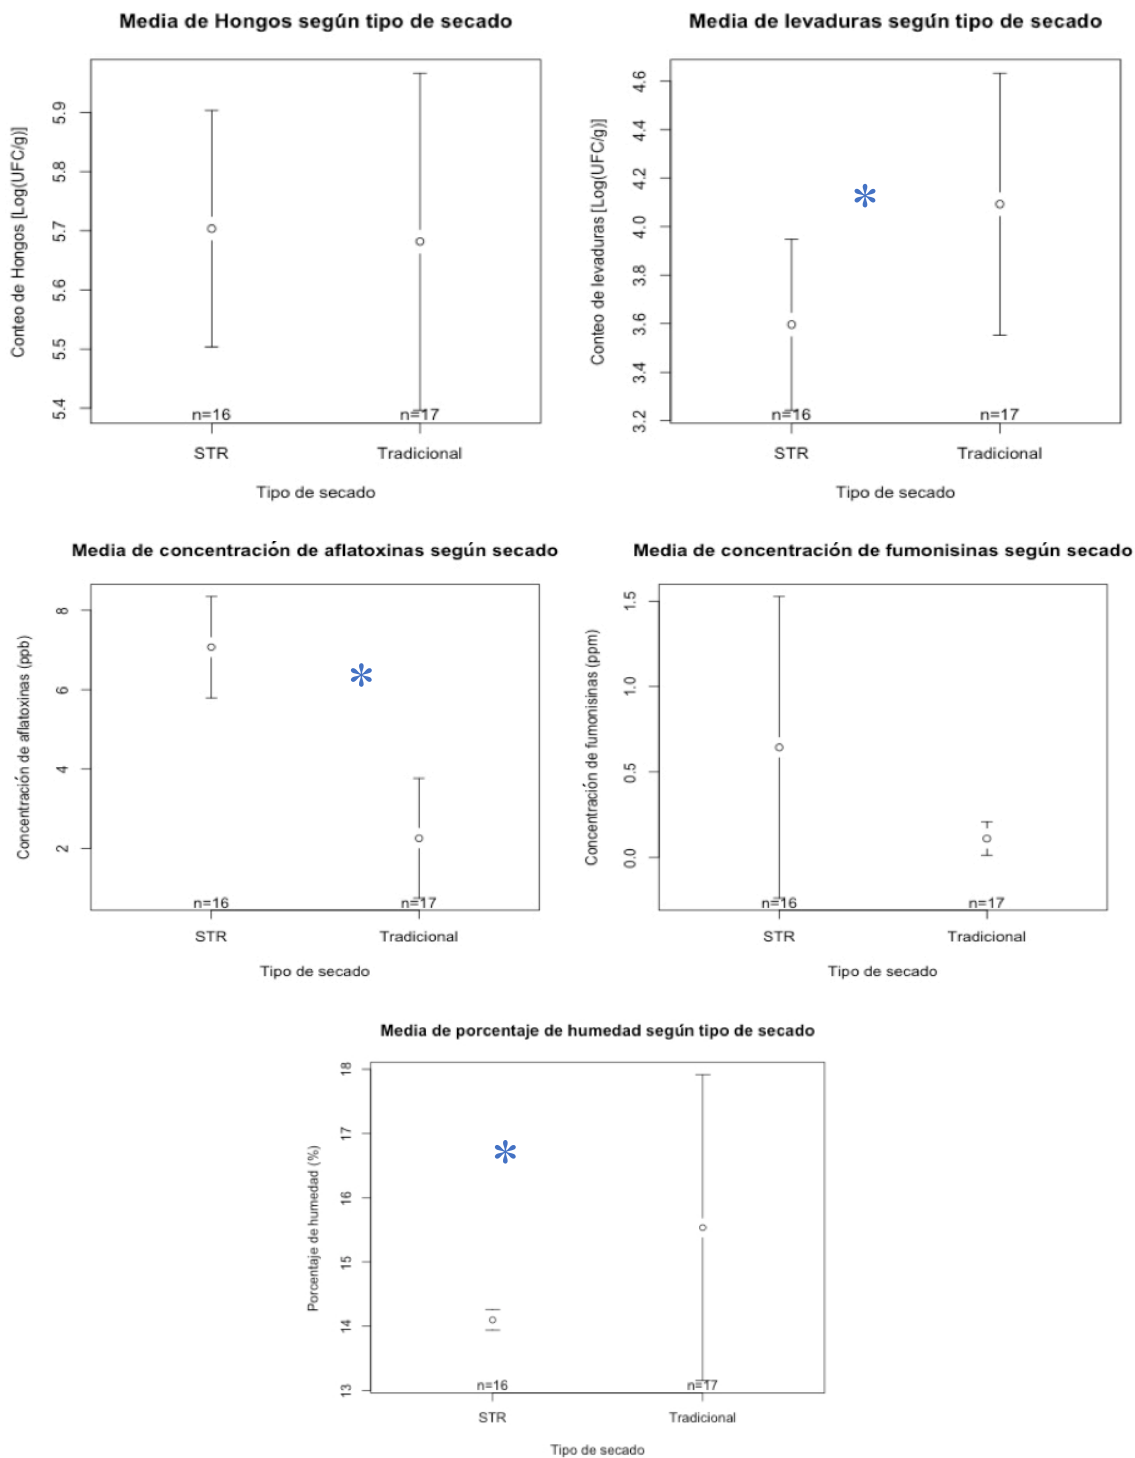 Media de Hongos según tipo de secado
Conteo de Hongos [Log(UFC/g)]
5.9
5.8
5.7
5.6
5.5
5.4
n=16
n=17
STR
Tradicional
Tipo de secado
Media de levaduras según tipo de secado
Conteo de levaduras [Log(UFC/g)]
4.6
4.4
4.2
4.0
3.8
3.6
3.4
3.2
*
n=16
n=17
STR
Tradicional
Tipo de secado
Media de concentración de aflatoxinas según secado
Concentración de aflatoxinas (ppb)
8
6
4
2
*
n=16
n=17
STR
Tradicional
Tipo de secado
Media de concentración de fumonisinas según secado
Concentración de fumonisinas (ppm)
1.5
1.0
0.5
0.0
n=16
n=17
STR
Tradicional
Tipo de secado
Media de porcentaje de humedad según tipo de secado
Porcentaje de humedad (%)
18
17
16
15
14
13
*
n=16
n=17
STR
Tradicional
Tipo de secado